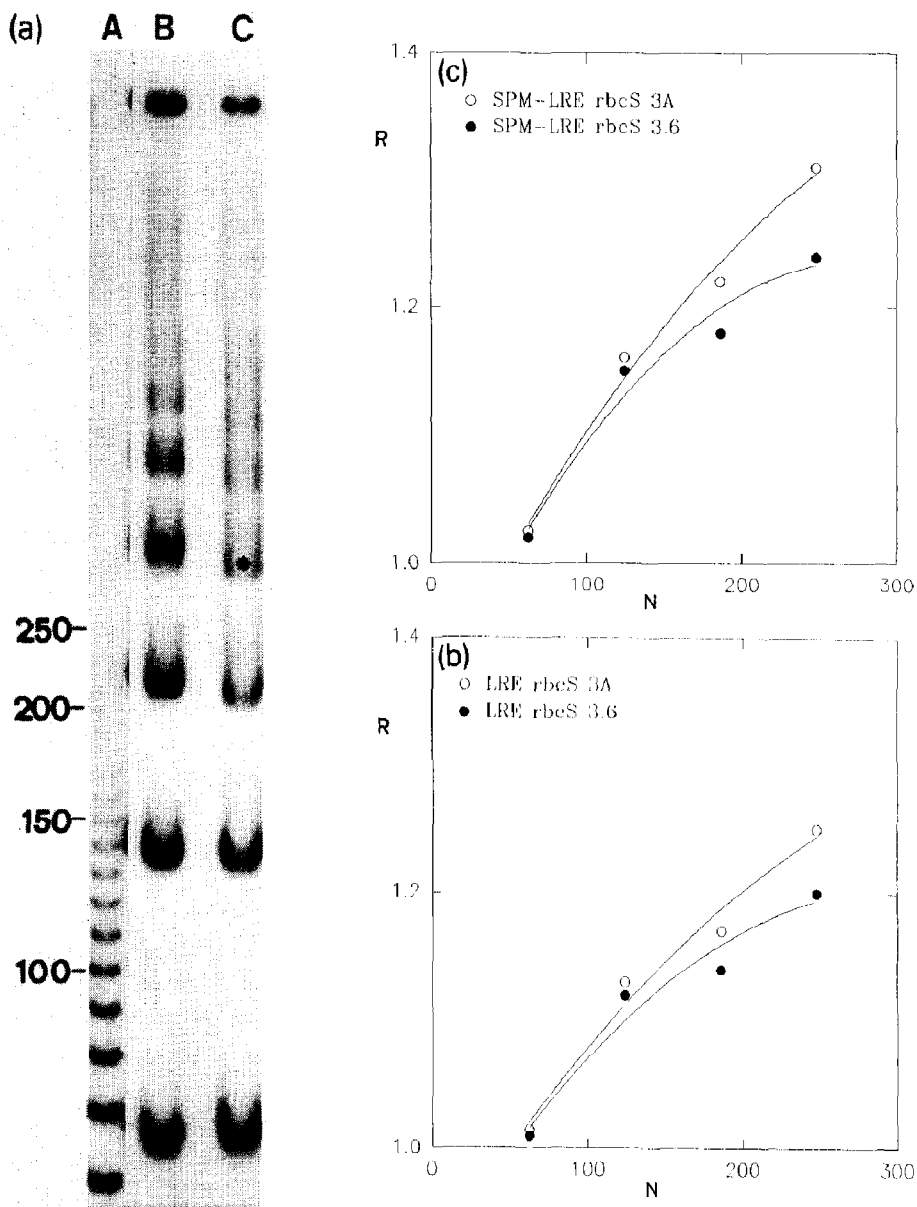 (a) A B C
250-
200-
150-
100-
(c)
○ SPM-LRE rbcS 3A
● SPM-LRE rbcS 3.6
R
1.4
1.2
1.0
0 100 200 300
N
(b)
○ LRE rbcS 3A
● LRE rbcS 3.6
R
1.4
1.2
1.0
0 100 200 300
N